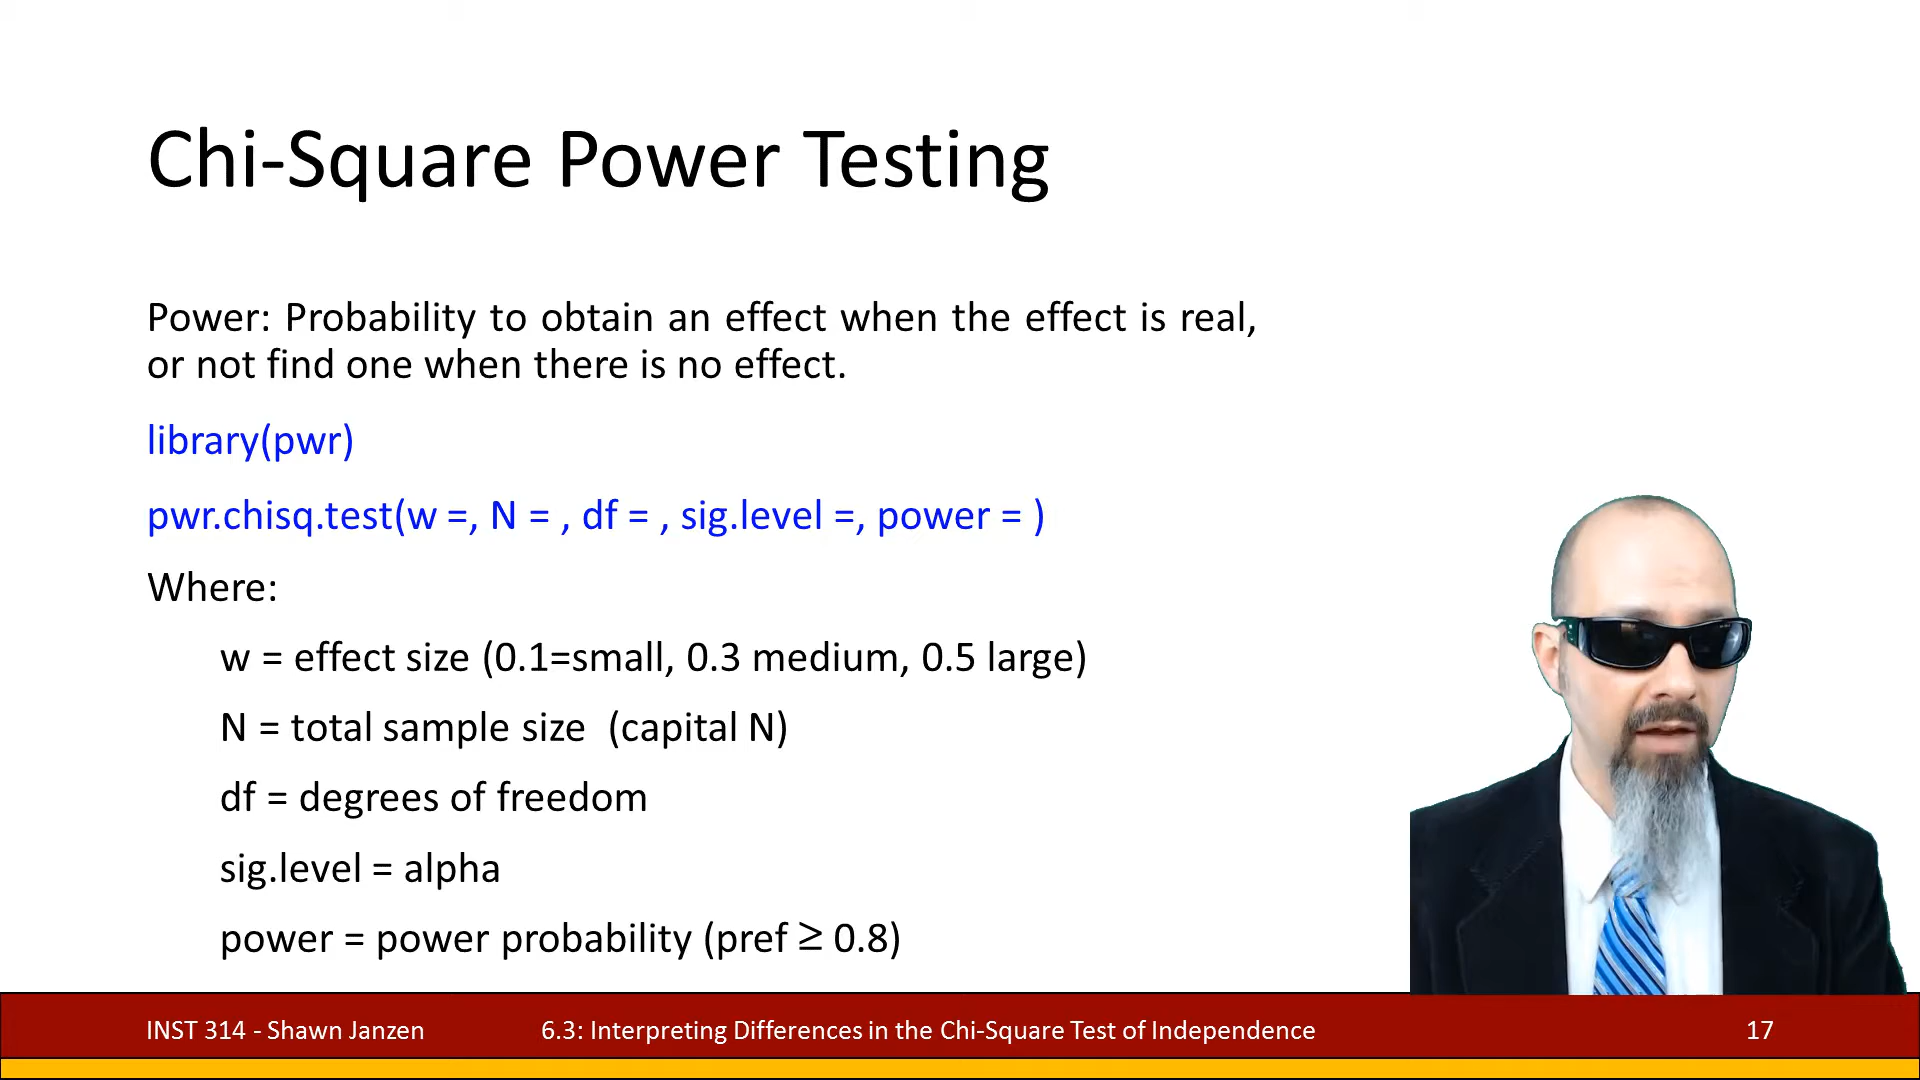 Chi-Square Power Testing
Power: Probability to obtain an effect when the effect is real,
or not find one when there is no effect.
library(pwr)
pwr.chisq.test(w =, N = , df = , sig.level =, power = )
Where:
w = effect size (0.1=small, 0.3 medium, 0.5 large)
N = total sample size  (capital N)
df = degrees of freedom
sig.level = alpha
power = power probability (pref ≥ 0.8)
INST 314 - Shawn Janzen
6.3: Interpreting Differences in the Chi-Square Test of Independence
17